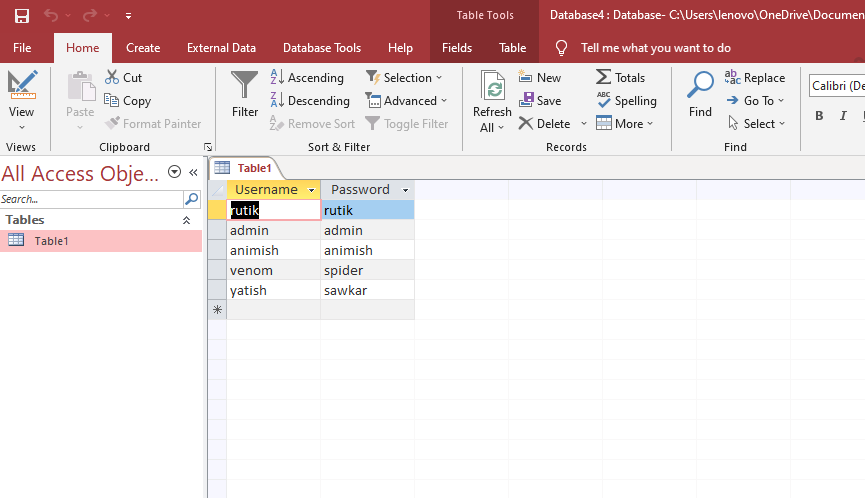 Table Tools
Database4 : Database- C:\Users\lenovo\OneDrive\Documen
File Home Create External Data Database Tools Help Fields Table Tell me what you want to do
View
Views
Paste
Cut
Copy
Format Painter
Clipboard
Filter
Ascending
Descending
Remove Sort
Selection
Advanced
Toggle Filter
Sort & Filter
Refresh
All
New
Save
Delete
Totals
Spelling
More
Records
Find
Replace
Go To
Select
Find
Calibri (De
B I U
All Access Obje...
Search...
Tables
Table1
Table1
Username Password
rutik rutik
admin admin
animish animish
venom spider
yatish sawkar